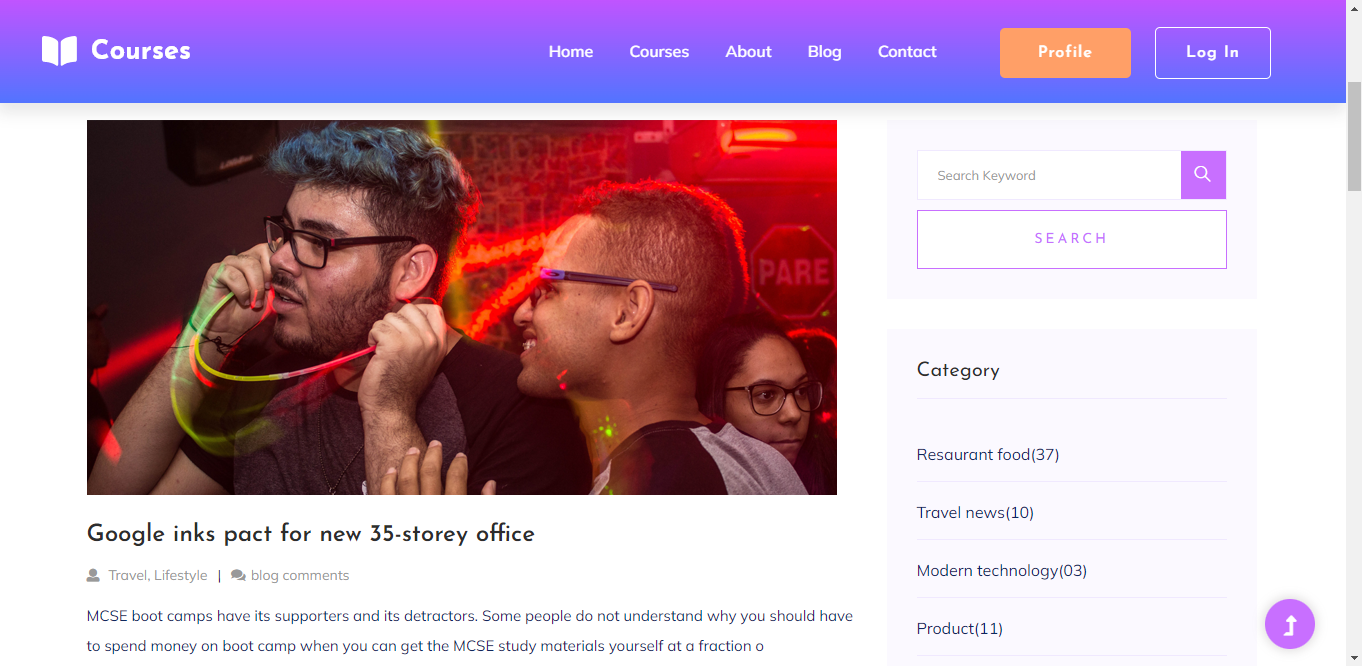 Courses
Home Courses About Blog Contact
Profile
Log In
PARE
Google inks pact for new 35-storey office
Travel, Lifestyle | blog comments
MCSE boot camps have its supporters and its detractors. Some people do not understand why you should have
to spend money on boot camp when you can get the MCSE study materials yourself at a fraction o
Search Keyword
SEARCH
Category
Resaurant food(37)
Travel news(10)
Modern technology(03)
Product(11)